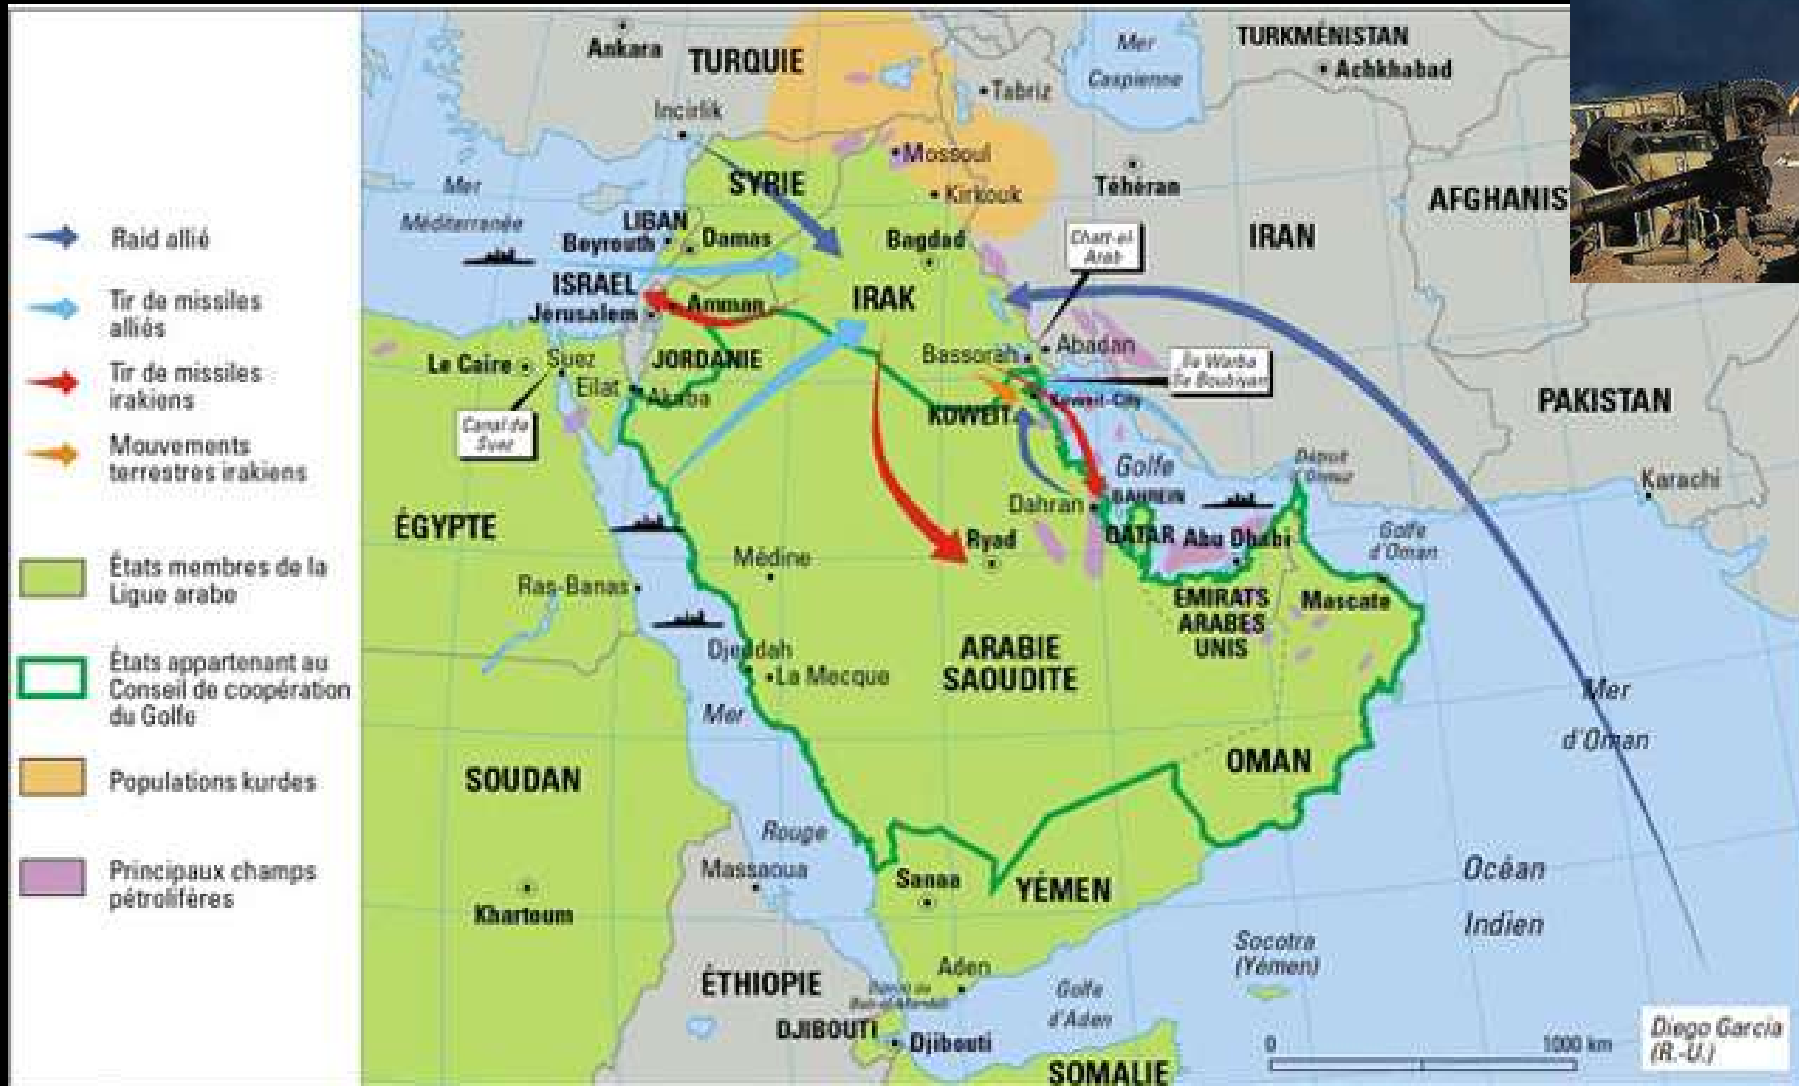 Raid allié
Tir de missiles
alliés
Tir de missiles
irakiens
Mouvements
terrestres irakiens
États membres de la
Ligue arabe
États appartenant au
Conseil de coopération
du Golfe
Populations kurdes
Principaux champs
pétrolifères
Ankara
TURQUIE
Incirlik
Mer
Caspienne
Tabriz
TURKMÉNISTAN
Achkhabad
Mossoul
Kirkouk
Téhéran
AFGHANIS
Mer
Méditerranée
SYRIE
LIBAN
Beyrouth
Damas
Bagdad
Chatt-el-
Arab
IRAN
ISRAEL
Jérusalem
Amman
IRAK
Le Caire
Suez
JORDANIE
Eilat
Akaba
Bassorah
Abadan
Île Warba
Île Boubiyan
Canal de
Suez
KOWEIT
Koweit-City
PAKISTAN
Golfe
Karachi
Dahran
BAHREIN
ÉGYPTE
Ryad
QATAR
Abu Dhabi
Golfe
d'Oman
Médine
Ras-Banas
EMIRATS
ARABES
UNIS
Mascate
Djeddah
La Mecque
ARABIE
SAOUDITE
Mer
Mer
d'Oman
SOUDAN
OMAN
Rouge
Massaoua
Sanaa
YÉMEN
Océan
Indien
Khartoum
Socotra
(Yémen)
ÉTHIOPIE
Aden
Golfe
d'Aden
DJIBOUTI
Djibouti
SOMALIE
0
1000 km
Diego Garcia
(R.-U.)